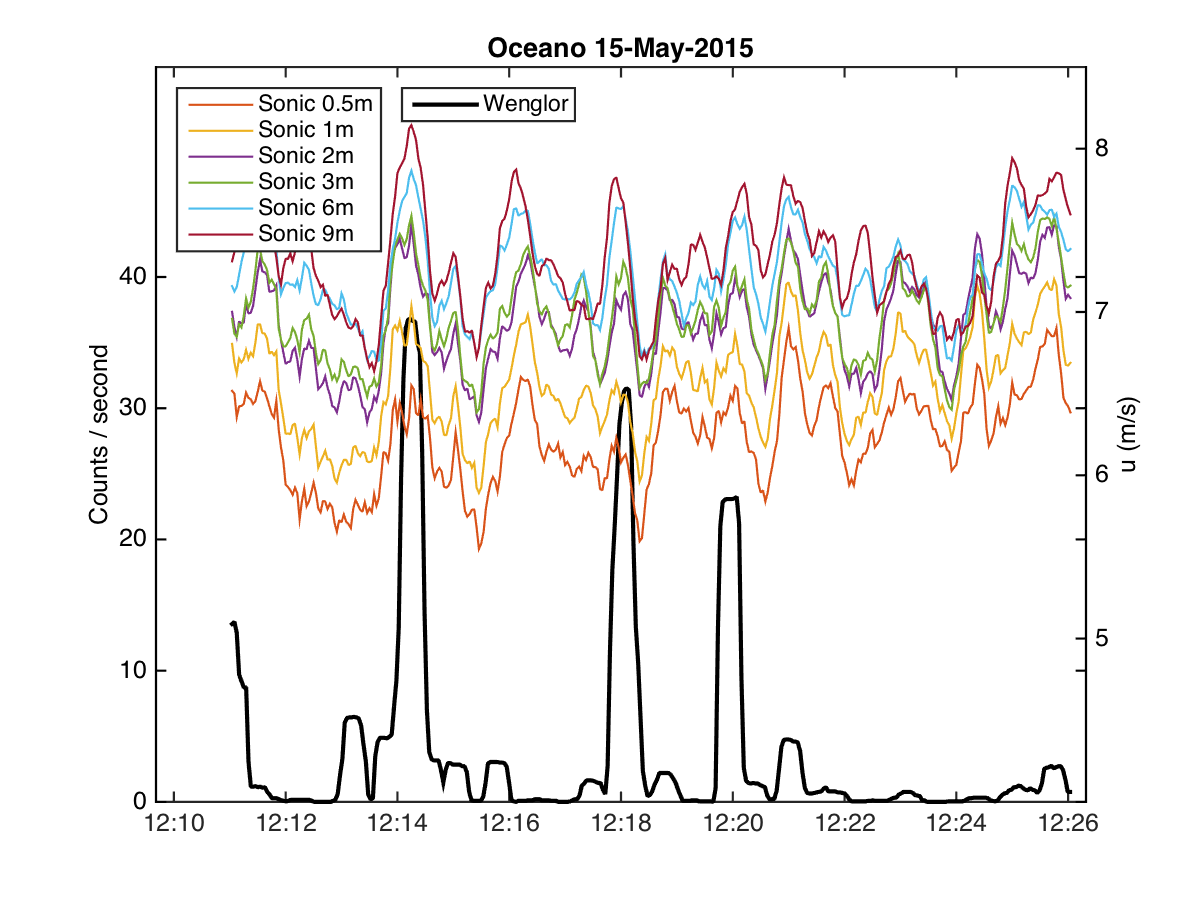 Oceano 15-May-2015
Sonic 0.5m
Sonic 1m
Sonic 2m
Sonic 3m
Sonic 6m
Sonic 9m
Wenglor
Counts / second
40
30
20
10
0
8
7
6
5
u (m/s)
12:10 12:12 12:14 12:16 12:18 12:20 12:22 12:24 12:26